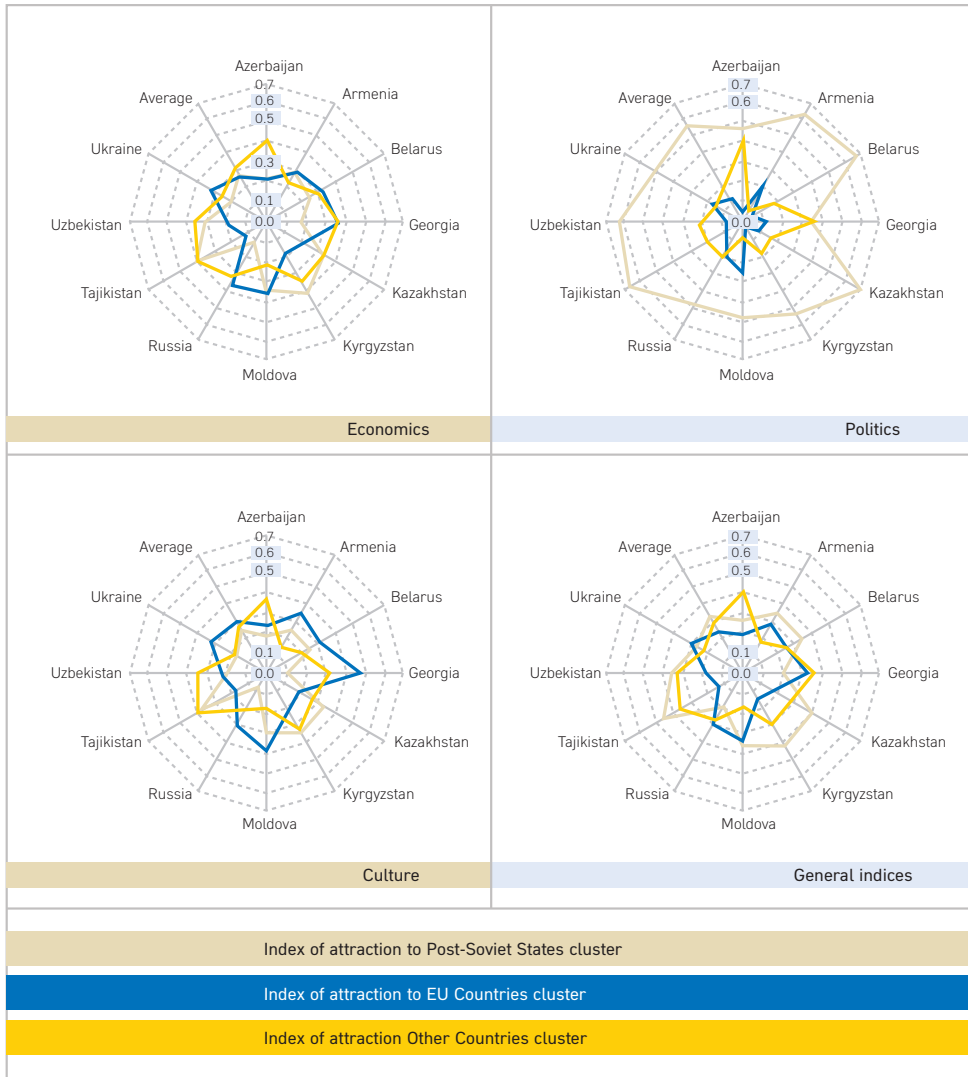 Azerbaijan
0.7
0.6
0.5
0.3
0.1
0.0
Armenia
Belarus
Georgia
Kazakhstan
Kyrgyzstan
Moldova
Russia
Tajikistan
Uzbekistan
Ukraine
Average
Economics
Azerbaijan
0.7
0.6
0.0
Armenia
Belarus
Georgia
Kazakhstan
Kyrgyzstan
Moldova
Russia
Tajikistan
Uzbekistan
Ukraine
Average
Politics
Azerbaijan
0.7
0.6
0.5
0.1
0.0
Armenia
Belarus
Georgia
Kazakhstan
Kyrgyzstan
Moldova
Russia
Tajikistan
Uzbekistan
Ukraine
Average
Culture
Azerbaijan
0.7
0.6
0.5
0.1
0.0
Armenia
Belarus
Georgia
Kazakhstan
Kyrgyzstan
Moldova
Russia
Tajikistan
Uzbekistan
Ukraine
Average
General indices
Index of attraction to Post-Soviet States cluster
Index of attraction to EU Countries cluster
Index of attraction Other Countries cluster